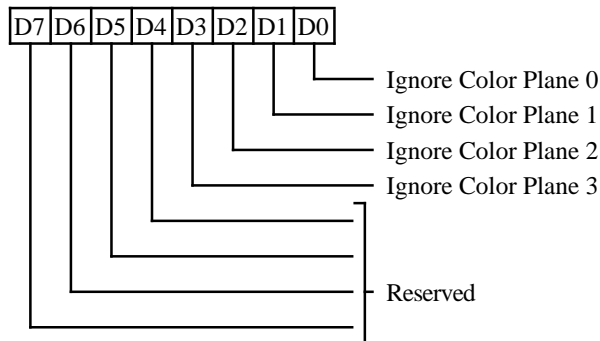 D7 D6 D5 D4 D3 D2 D1 D0
Ignore Color Plane 0
Ignore Color Plane 1
Ignore Color Plane 2
Ignore Color Plane 3
Reserved